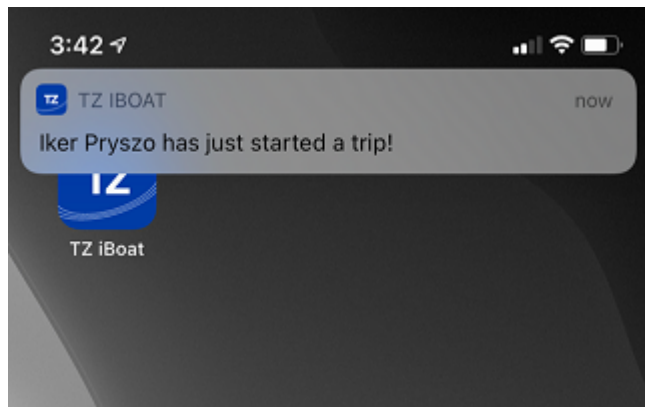 3:42
TZ TZ IBOAT now
Iker Pryszo has just started a trip!
TZ
TZ iBoat